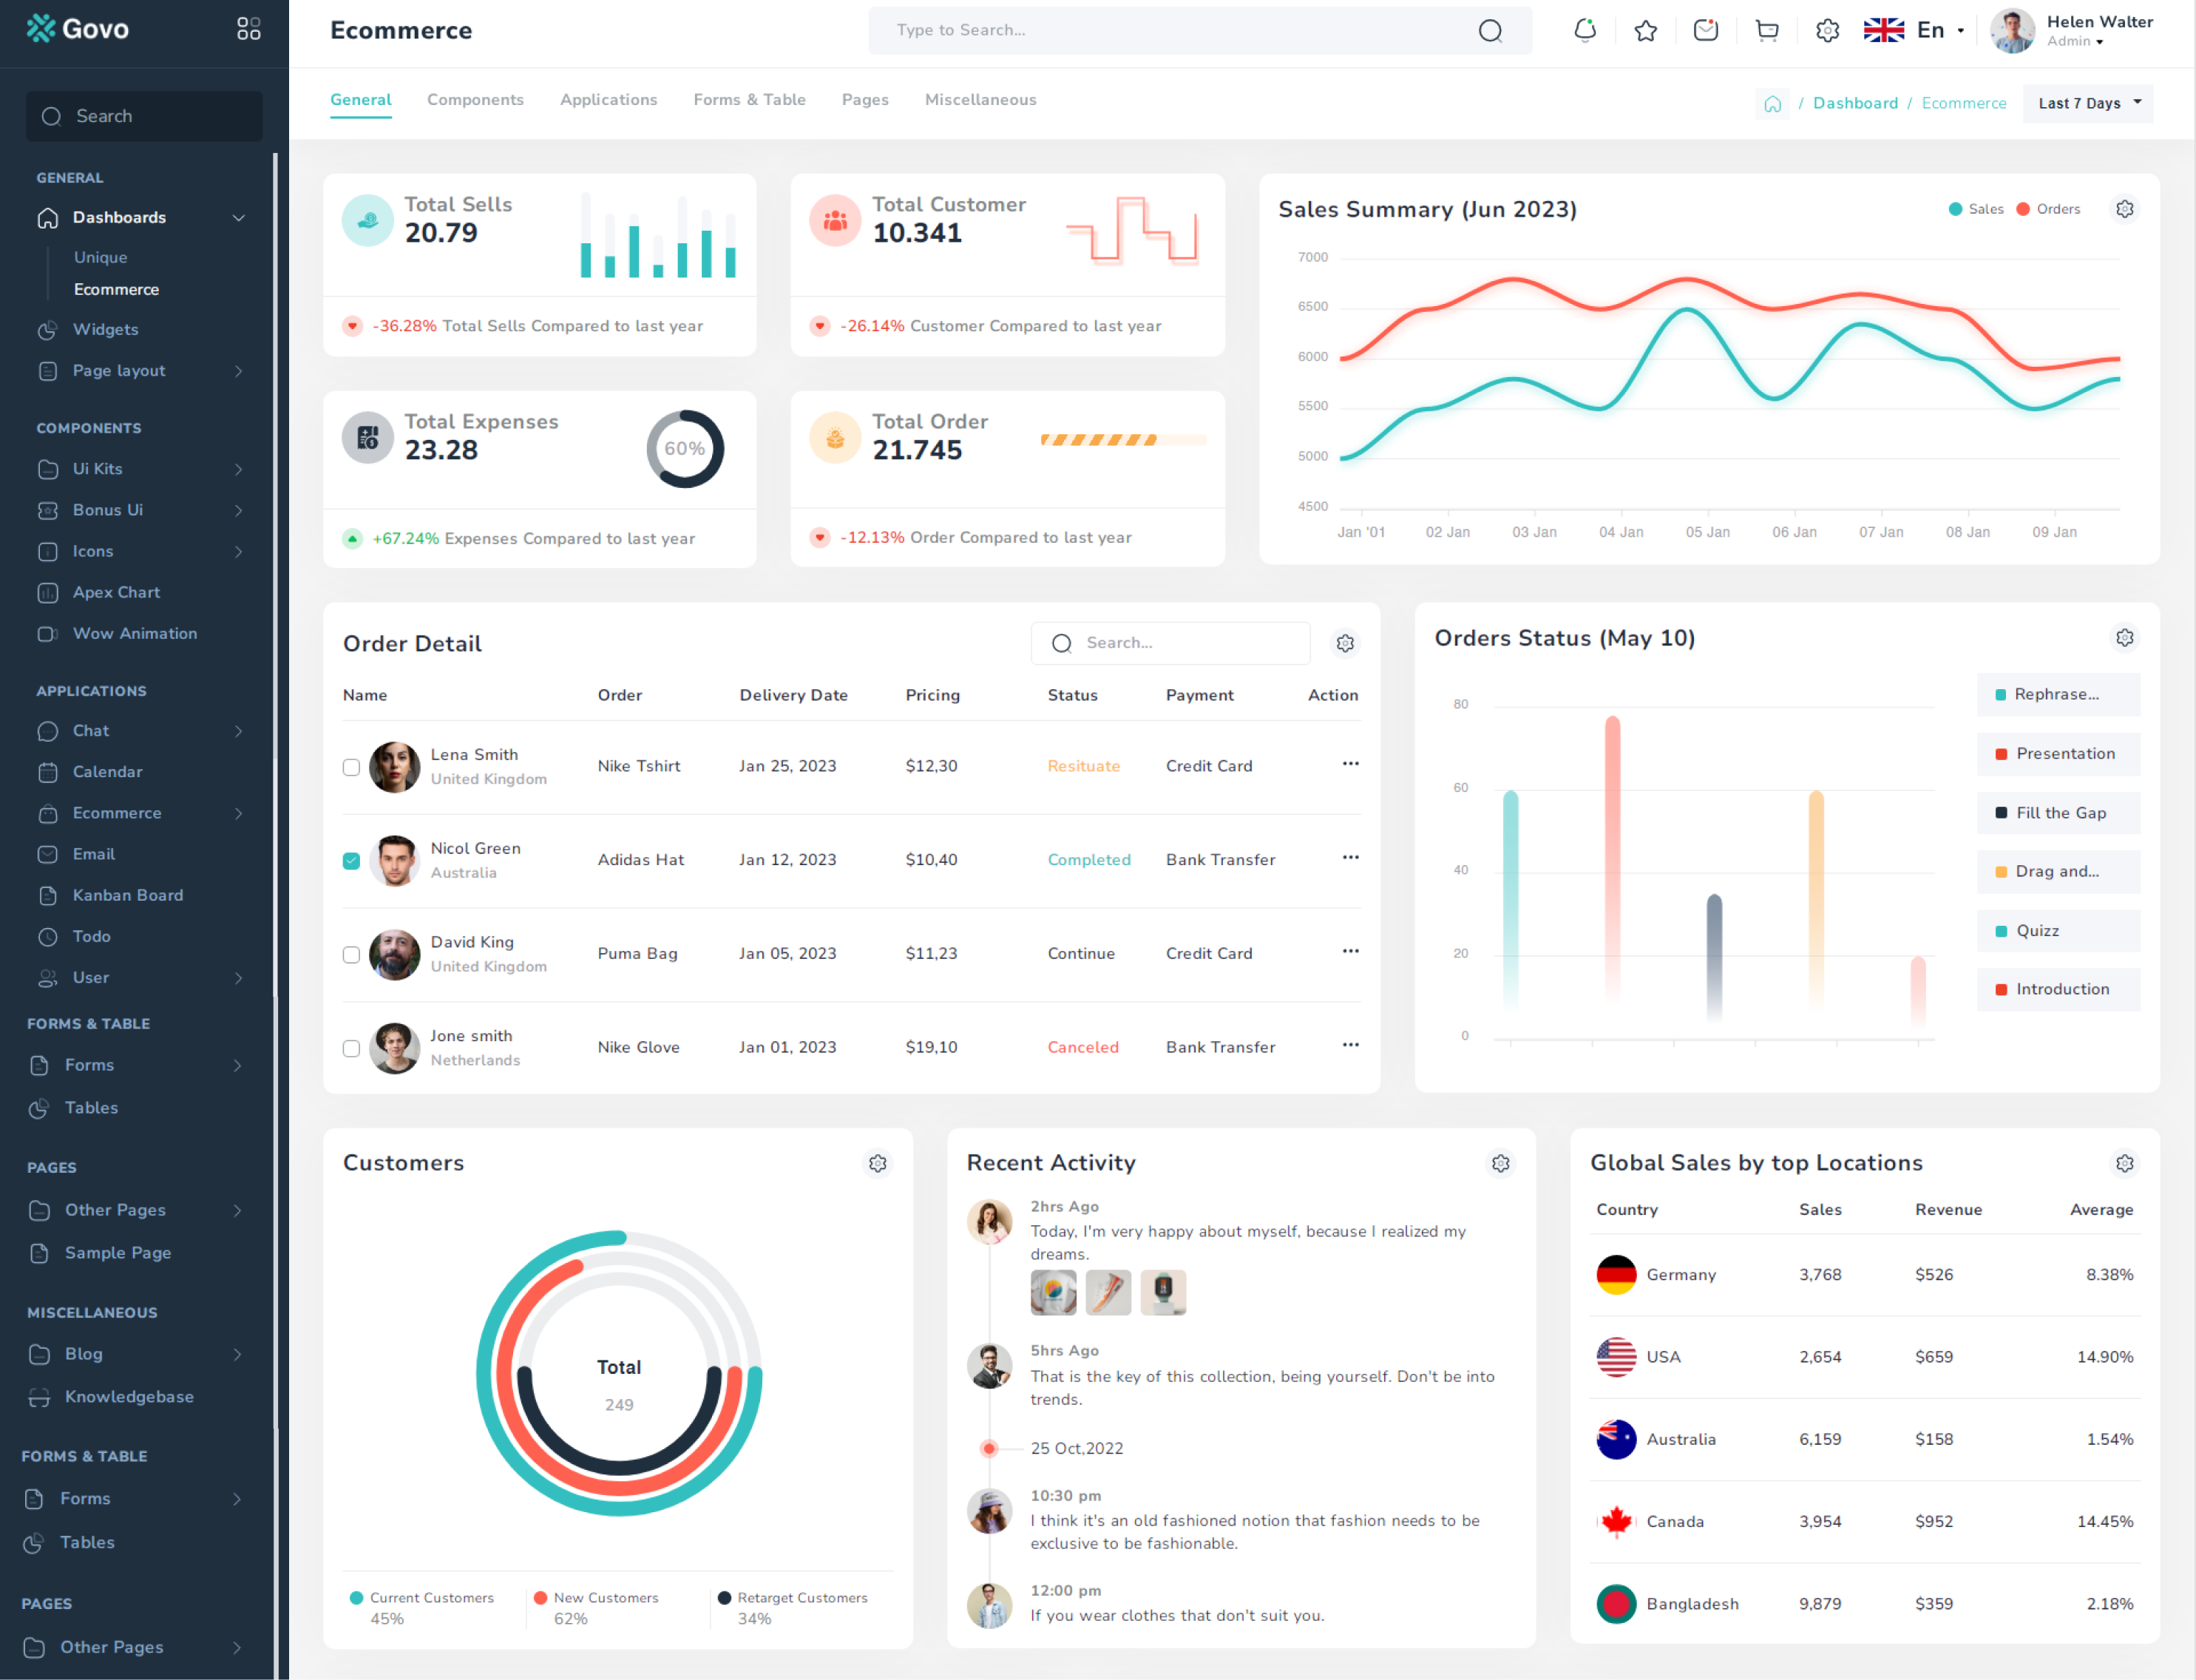 Govo
Search
GENERAL
Dashboards
Unique
Ecommerce
Widgets
Page layout
COMPONENTS
Ui Kits
Bonus Ui
Icons
Apex Chart
Wow Animation
APPLICATIONS
Chat
Calendar
Ecommerce
Email
Kanban Board
Todo
User
FORMS & TABLE
Forms
Tables
PAGES
Other Pages
Sample Page
MISCELLANEOUS
Blog
Knowledgebase
FORMS & TABLE
Forms
Tables
PAGES
Other Pages
Ecommerce
Type to Search...
En
Helen Walter
Admin
General Components Applications Forms & Table Pages Miscellaneous
/ Dashboard / Ecommerce
Last 7 Days
Total Sells
20.79
-36.28% Total Sells Compared to last year
Total Customer
10.341
-26.14% Customer Compared to last year
Total Expenses
23.28
60%
+67.24% Expenses Compared to last year
Total Order
21.745
-12.13% Order Compared to last year
Sales Summary (Jun 2023)
Sales Orders
7000
6500
6000
5500
5000
4500
Jan '01 02 Jan 03 Jan 04 Jan 05 Jan 06 Jan 07 Jan 08 Jan 09 Jan
Order Detail
Search...
Name Order Delivery Date Pricing Status Payment Action
Lena Smith
United Kingdom
Nike Tshirt Jan 25, 2023 $12,30 Resituate Credit Card
Nicol Green
Australia
Adidas Hat Jan 12, 2023 $10,40 Completed Bank Transfer
David King
United Kingdom
Puma Bag Jan 05, 2023 $11,23 Continue Credit Card
Jone smith
Netherlands
Nike Glove Jan 01, 2023 $19,10 Canceled Bank Transfer
Orders Status (May 10)
80
60
40
20
0
Rephrase...
Presentation
Fill the Gap
Drag and...
Quizz
Introduction
Customers
Total
249
Current Customers
45%
New Customers
62%
Retarget Customers
34%
Recent Activity
2hrs Ago
Today, I'm very happy about myself, because I realized my
dreams.
5hrs Ago
That is the key of this collection, being yourself. Don't be into
trends.
25 Oct,2022
10:30 pm
I think it's an old fashioned notion that fashion needs to be
exclusive to be fashionable.
12:00 pm
If you wear clothes that don't suit you.
Global Sales by top Locations
Country Sales Revenue Average
Germany 3,768 $526 8.38%
USA 2,654 $659 14.90%
Australia 6,159 $158 1.54%
Canada 3,954 $952 14.45%
Bangladesh 9,879 $359 2.18%